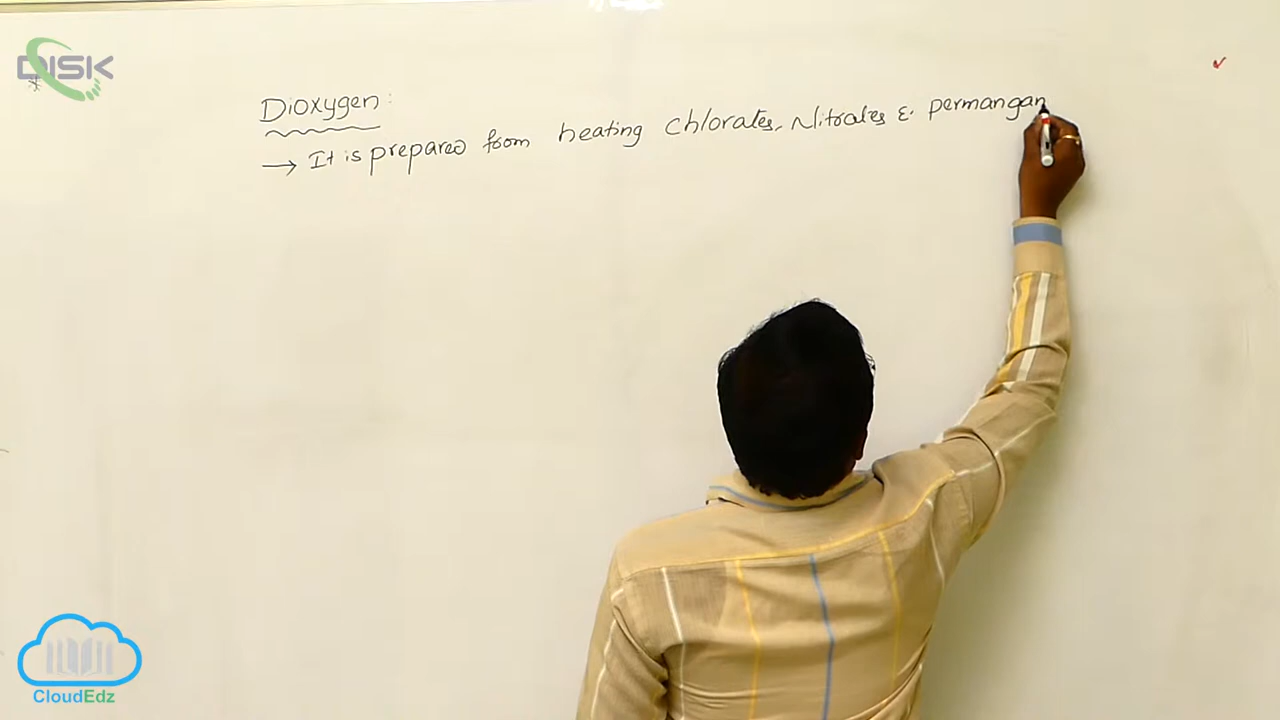 DISK
Dioxygen:
→ It is prepared from heating chlorates, Nitrates & permangan
CloudEdz